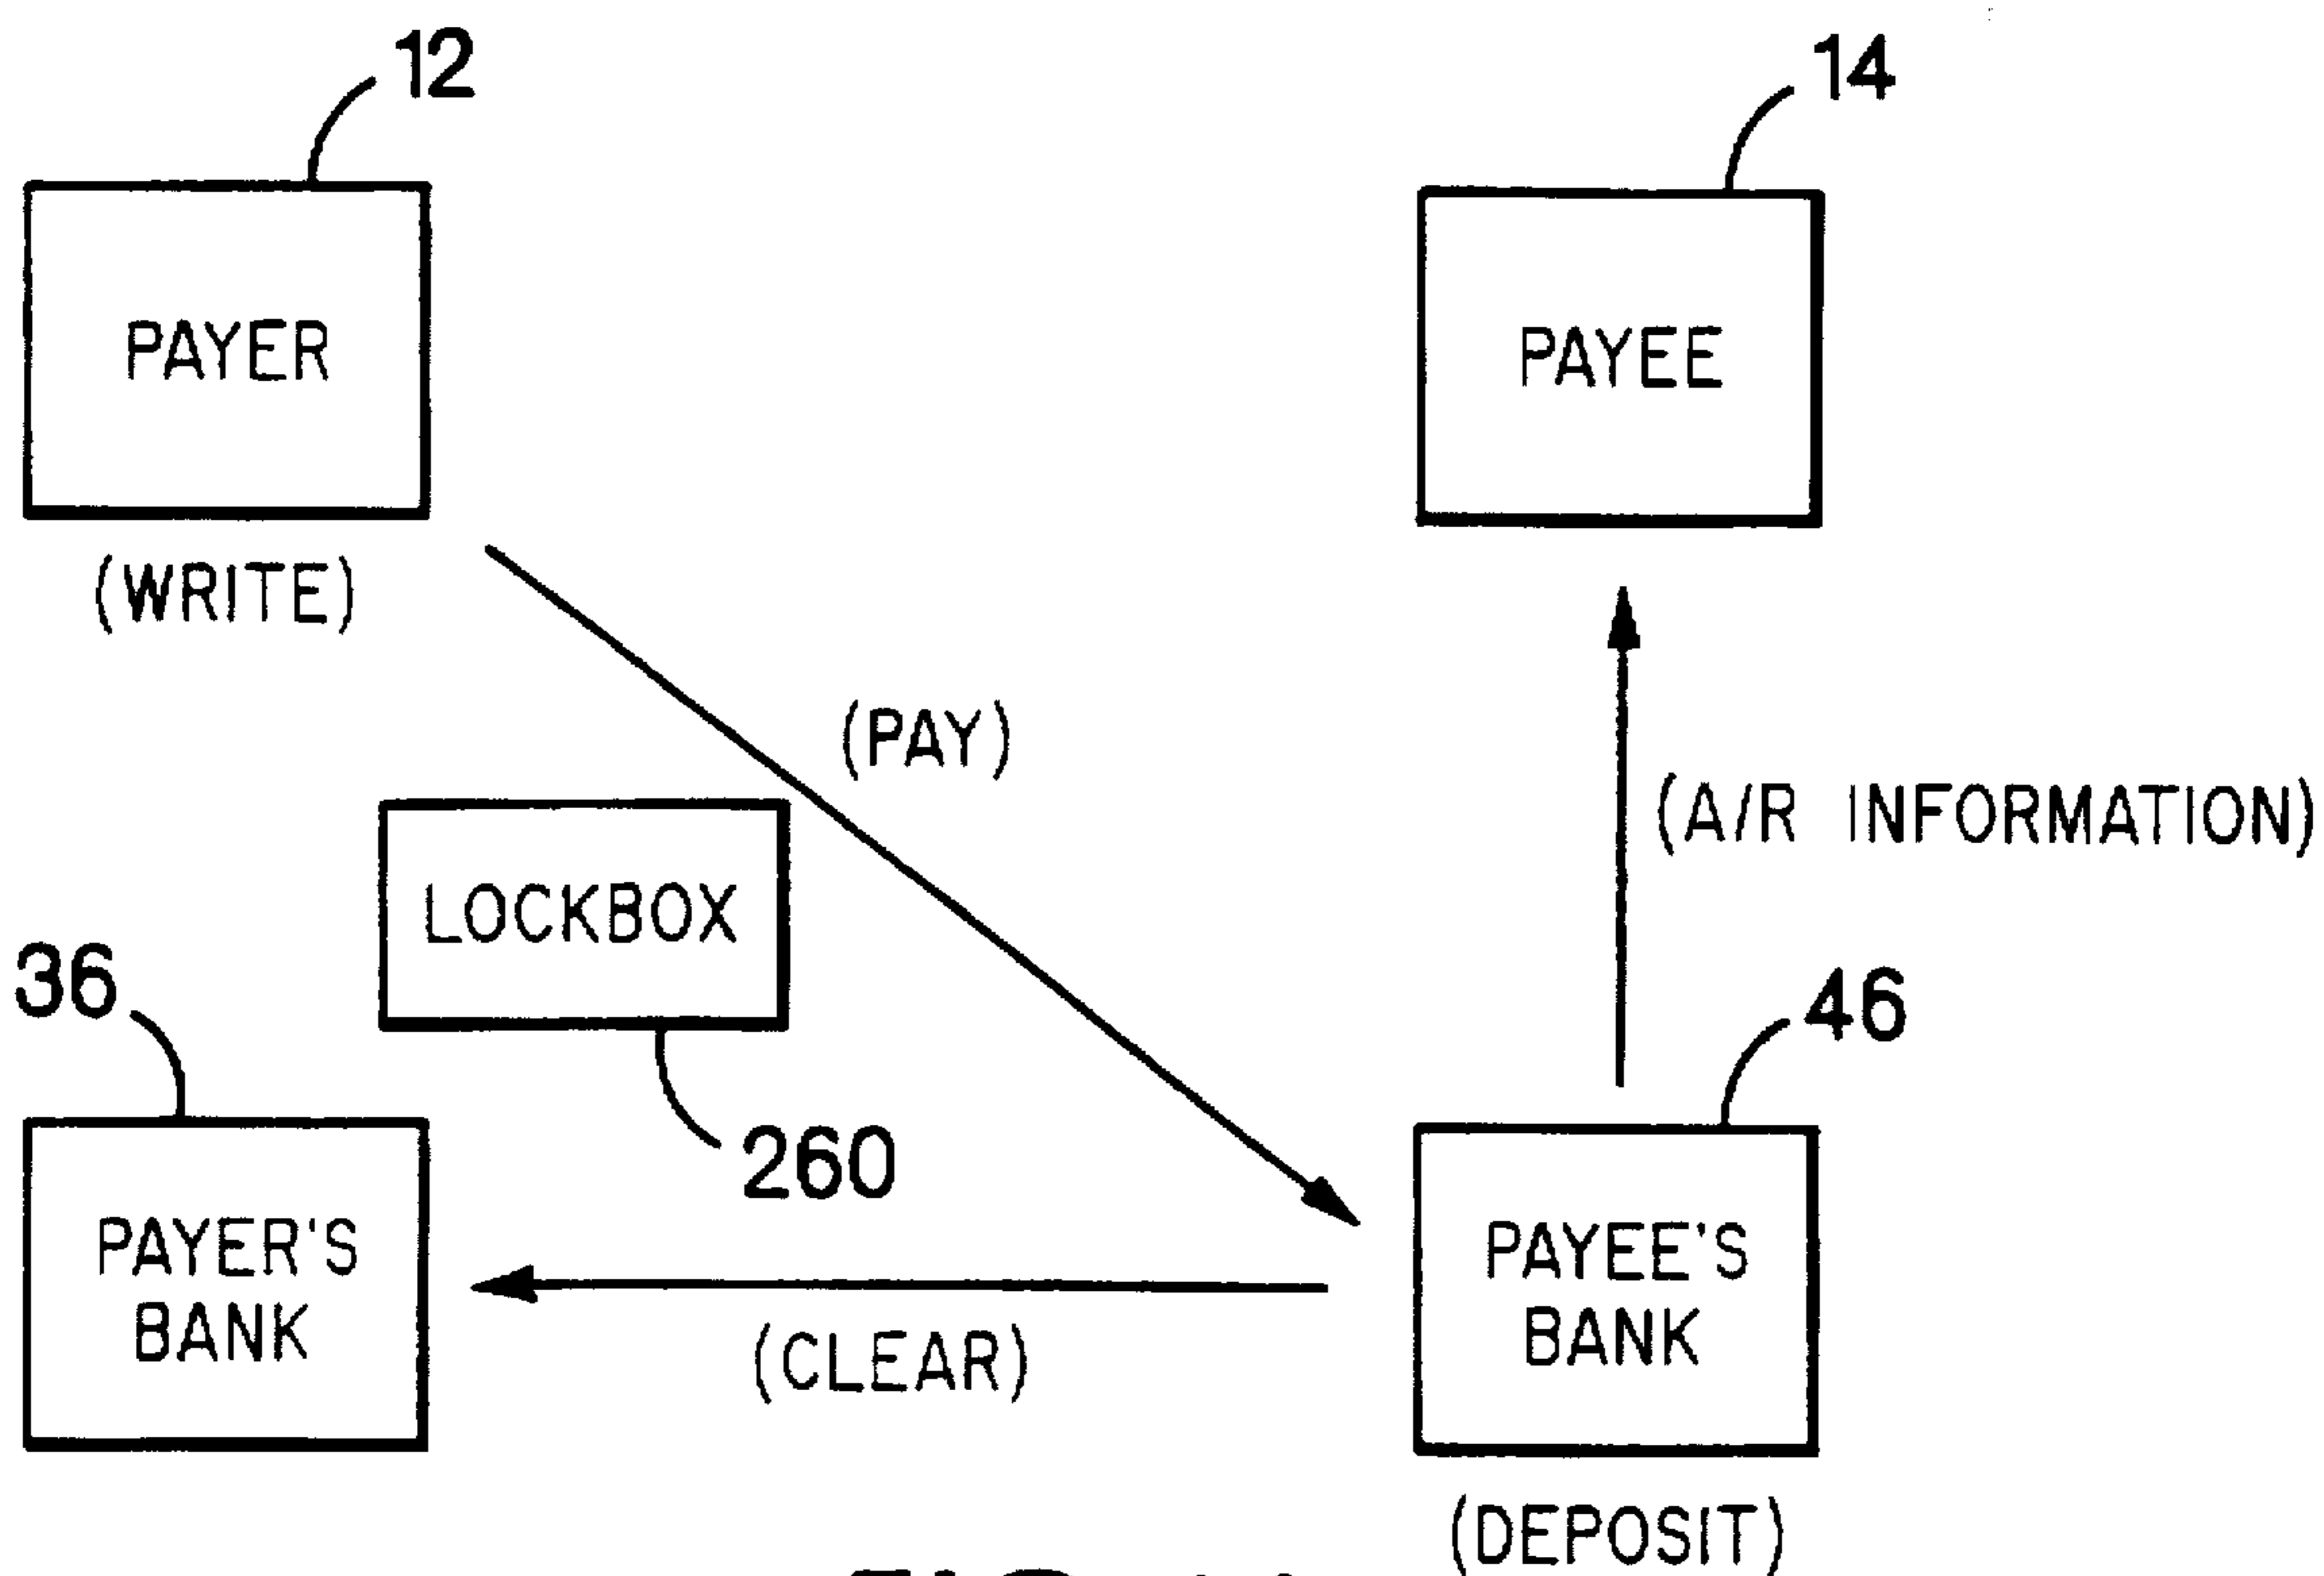 12
14
PAYER
PAYEE
(WRITE)
(PAY)
(A/R INFORMATION)
LOCKBOX
36
46
260
PAYER'S
BANK
PAYEE'S
BANK
(CLEAR)
(DEPOSIT)